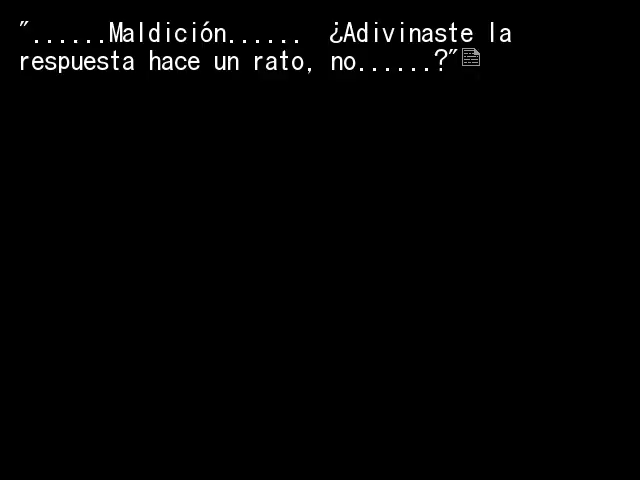 "......Maldición......  ¿Adivinaste la
respuesta hace un rato, no......?"